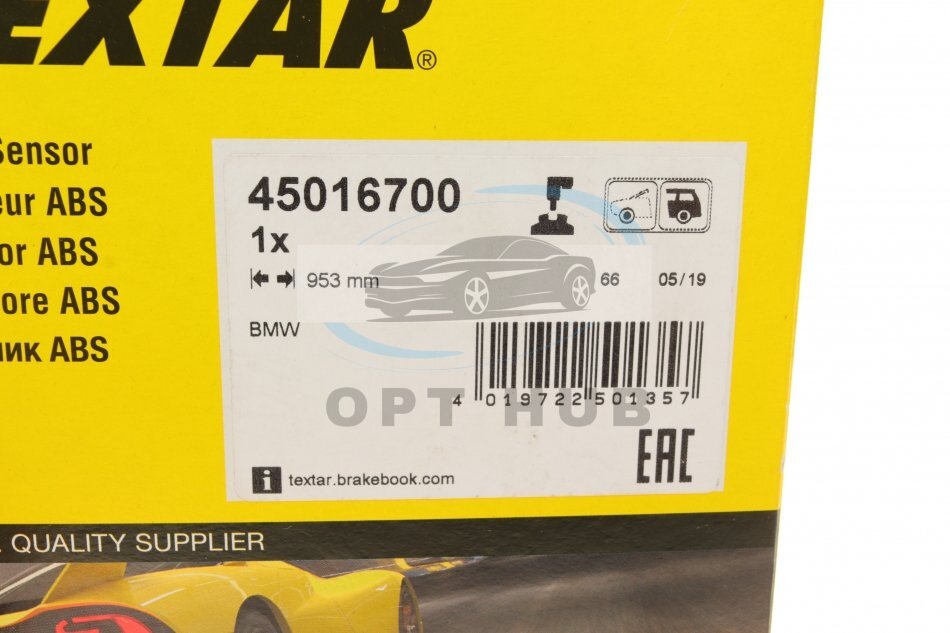 EXTAR®
Sensor
eur ABS
or ABS
ore ABS
ик ABS
45016700
1x
953 mm
66 05/19
BMW
OPT HUB
4 019722 501357
EAC
i textar.brakebook.com
QUALITY SUPPLIER